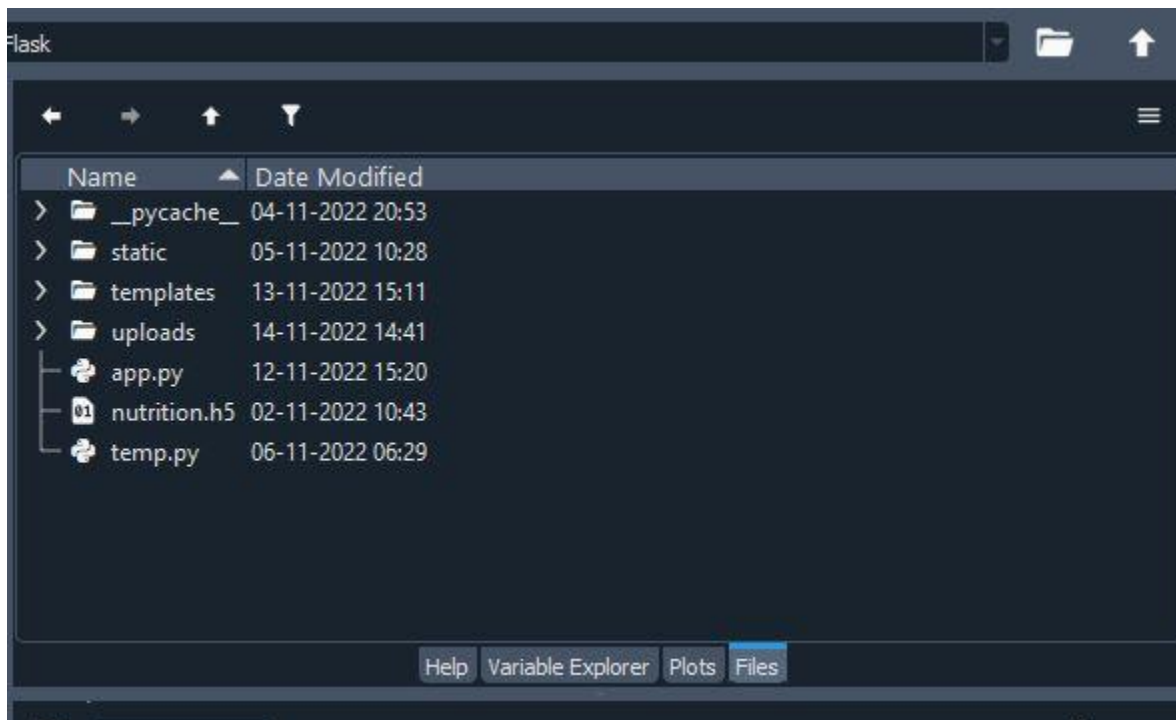 Flask
Name Date Modified
__pycache__ 04-11-2022 20:53
static 05-11-2022 10:28
templates 13-11-2022 15:11
uploads 14-11-2022 14:41
app.py 12-11-2022 15:20
01 nutrition.h5 02-11-2022 10:43
temp.py 06-11-2022 06:29
Help Variable Explorer Plots Files